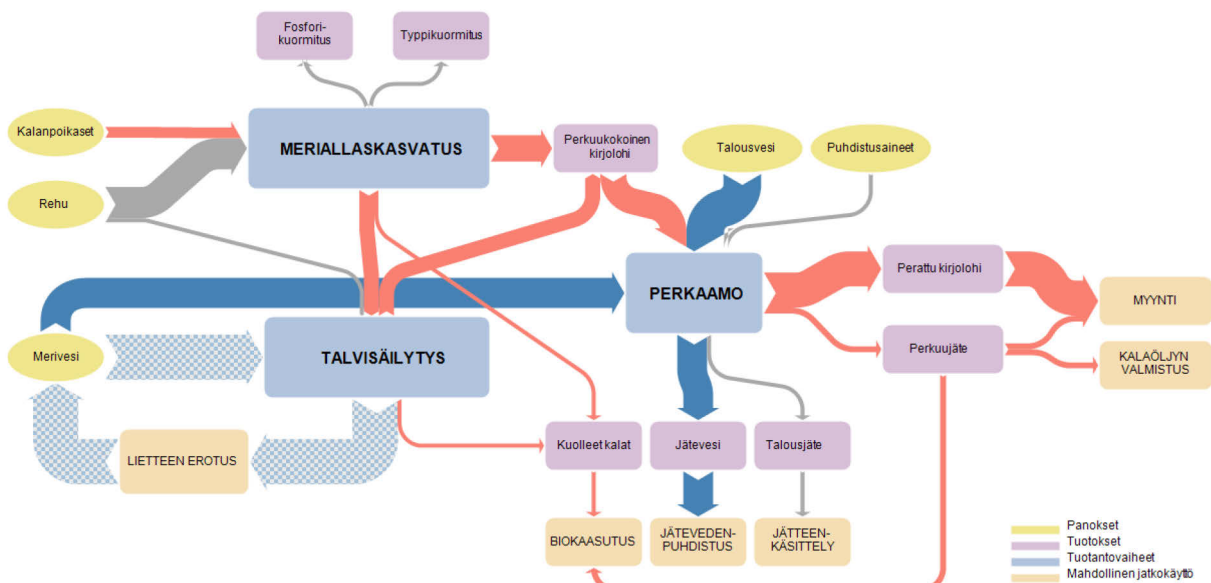 Fosfori-
kuormitus
Typpikuormitus
Kalanpoikaset
MERIALLASKASVATUS
Perkuukokoinen
kirjolohi
Talousvesi
Puhdistusaineet
Rehu
Perattu kirjolohi
PERKAAMO
MYYNTI
Merivesi
TALVISÄILYTYS
Perkuujäte
KALAÖLJYN
VALMISTUS
Kuolleet kalat
Jätevesi
Talousjäte
LIETTEEN EROTUS
BIOKAASUTUS
JÄTEVEDEN-
PUHDISTUS
JÄTTEEN-
KÄSITTELY
Panokset
Tuotokset
Tuotantovaiheet
Mahdollinen jatkokäyttö